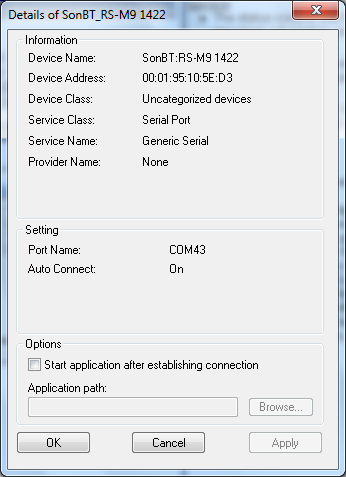 Details of SonBT_RS-M9 1422
Information
Device Name: SonBT:RS-M9 1422
Device Address: 00:01:95:10:5E:D3
Device Class: Uncategorized devices
Service Class: Serial Port
Service Name: Generic Serial
Provider Name: None
Setting
Port Name: COM43
Auto Connect: On
Options
Start application after establishing connection
Application path:
Browse...
OK Cancel Apply